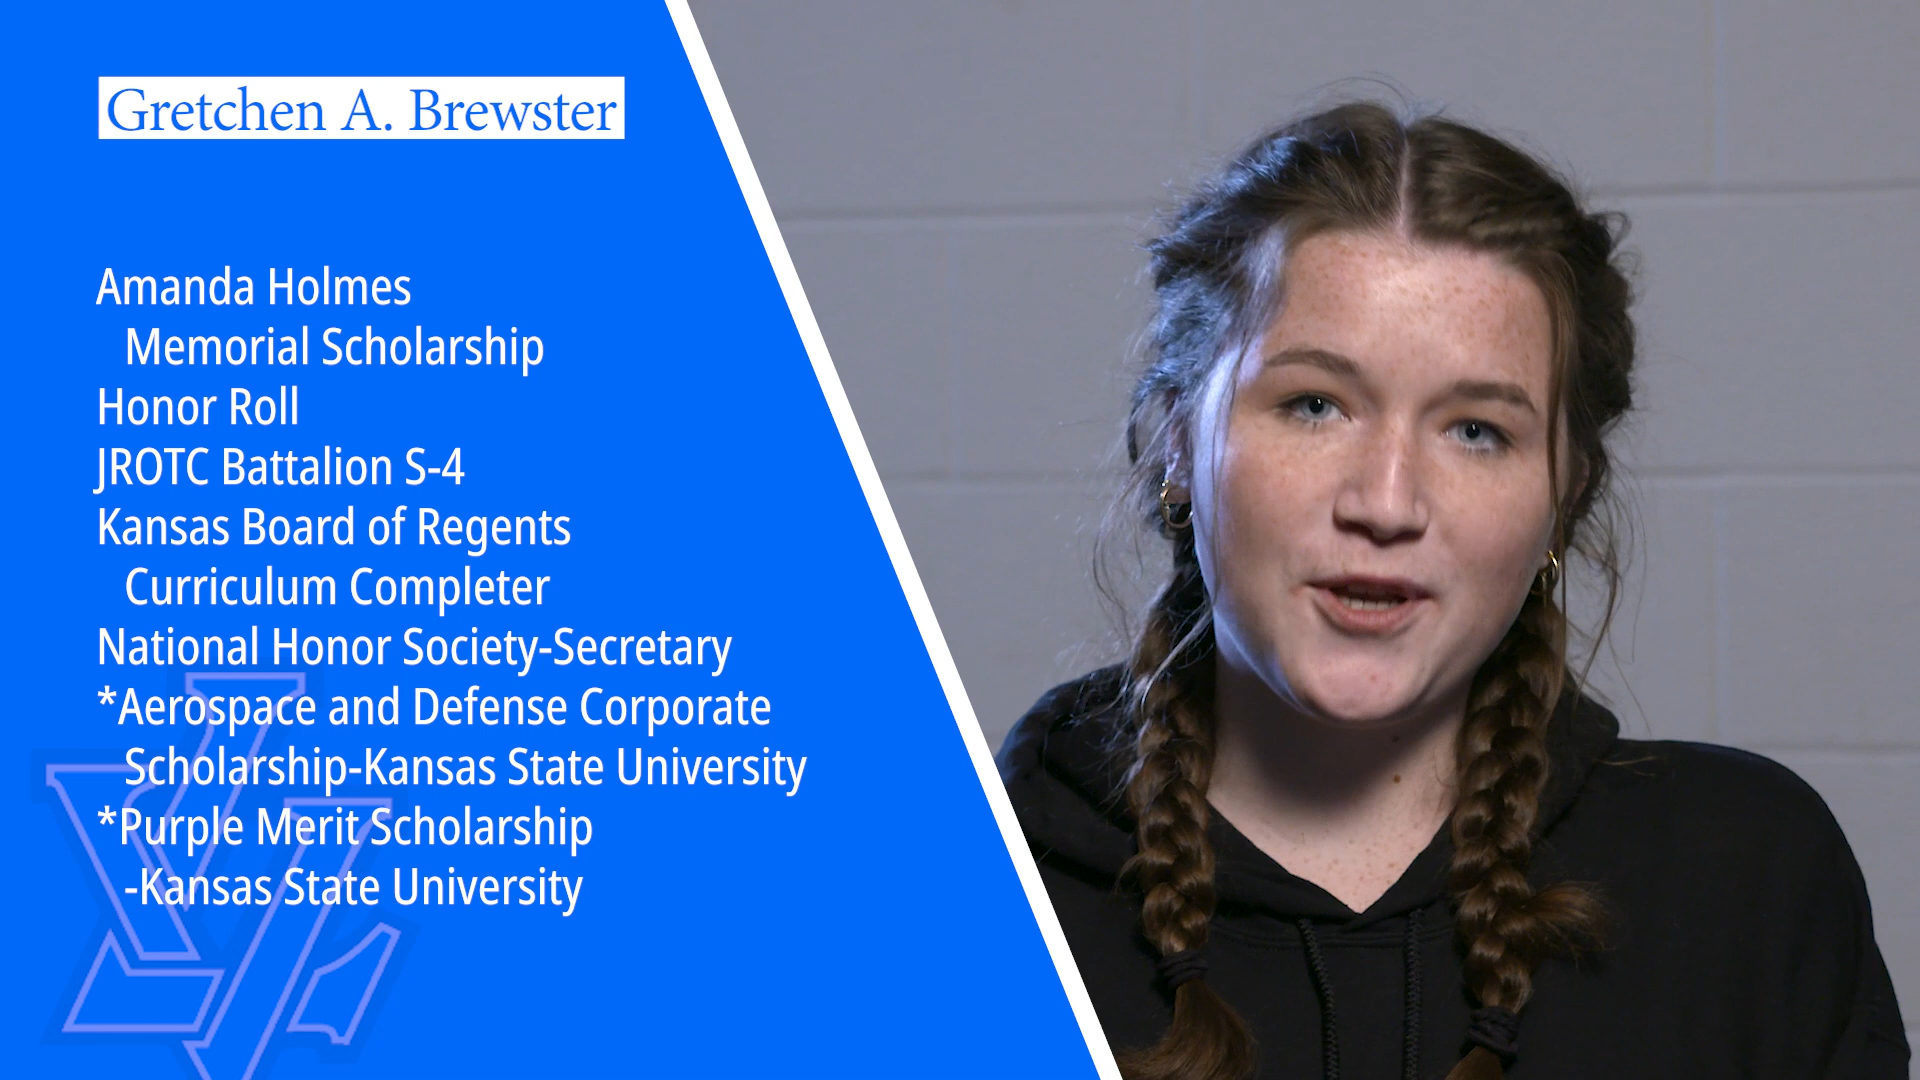 Gretchen A. Brewster
Amanda Holmes
Memorial Scholarship
Honor Roll
JROTC Battalion S-4
Kansas Board of Regents
Curriculum Completer
National Honor Society-Secretary
*Aerospace and Defense Corporate
Scholarship-Kansas State University
*Purple Merit Scholarship
-Kansas State University